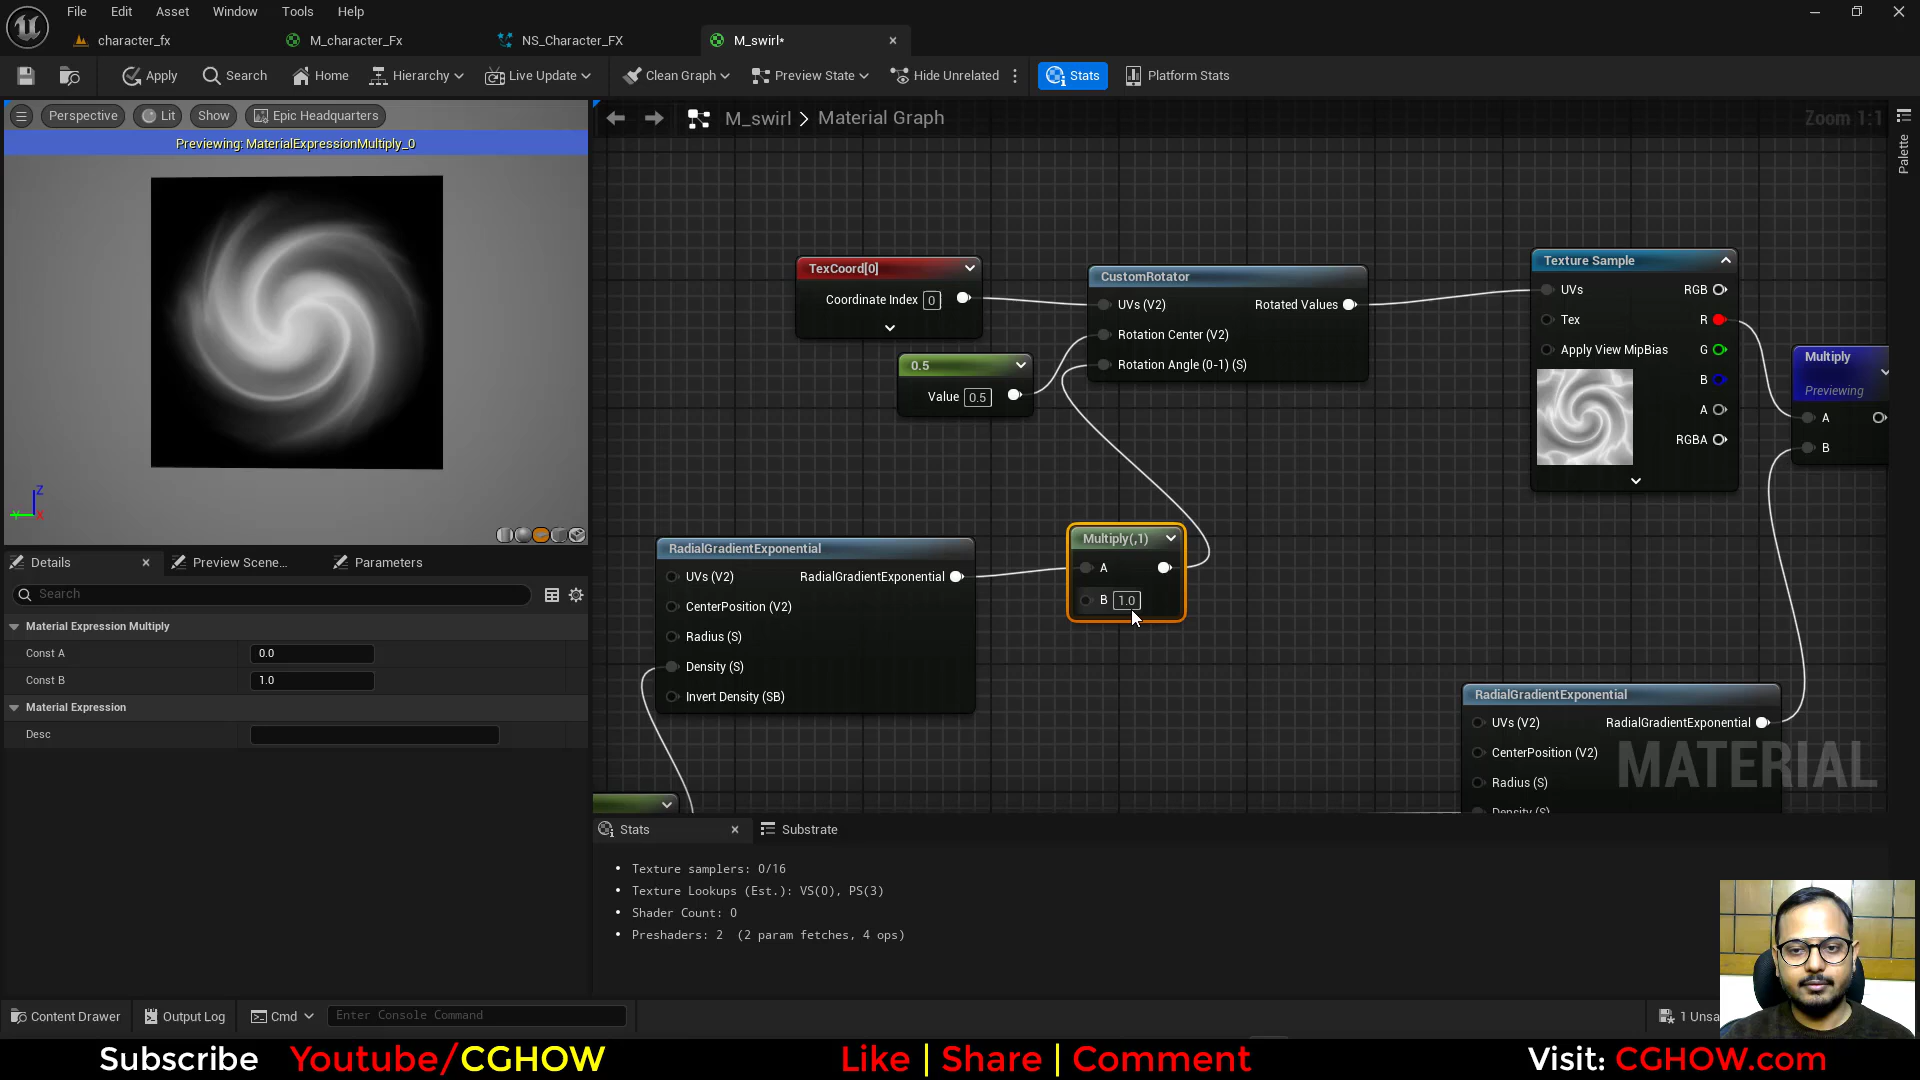 File Edit Asset Window Tools Help
character_fx M_character_Fx NS_Character_FX M_swirl*
Apply Search Home Hierarchy Live Update Clean Graph Preview State Hide Unrelated Stats Platform Stats
Perspective Lit Show Epic Headquarters
Previewing: MaterialExpressionMultiply_0
M_swirl > Material Graph
Zoom 1:1
Palette
TexCoord[0]
Coordinate Index 0
0.5
Value 0.5
CustomRotator
UVs (V2) Rotated Values
Rotation Center (V2)
Rotation Angle (0-1) (S)
Texture Sample
UVs RGB
Tex R
Apply View MipBias G
B
A
RGBA
Multiply
Previewing
A
B
RadialGradientExponential
UVs (V2) RadialGradientExponential
CenterPosition (V2)
Radius (S)
Density (S)
Invert Density (SB)
Multiply(,1)
A
B 1.0
RadialGradientExponential
UVs (V2) RadialGradientExponential
CenterPosition (V2)
Radius (S)
Density (S)
MATERIAL
Z
Y
X
Details Preview Scene... Parameters
Search
Material Expression Multiply
Const A 0.0
Const B 1.0
Material Expression
Desc
Stats Substrate
Texture samplers: 0/16
Texture Lookups (Est.): VS(0), PS(3)
Shader Count: 0
Preshaders: 2 (2 param fetches, 4 ops)
Content Drawer Output Log Cmd Enter Console Command 1 Unsa
Subscribe Youtube/CGHOW Like | Share | Comment Visit: CGHOW.com